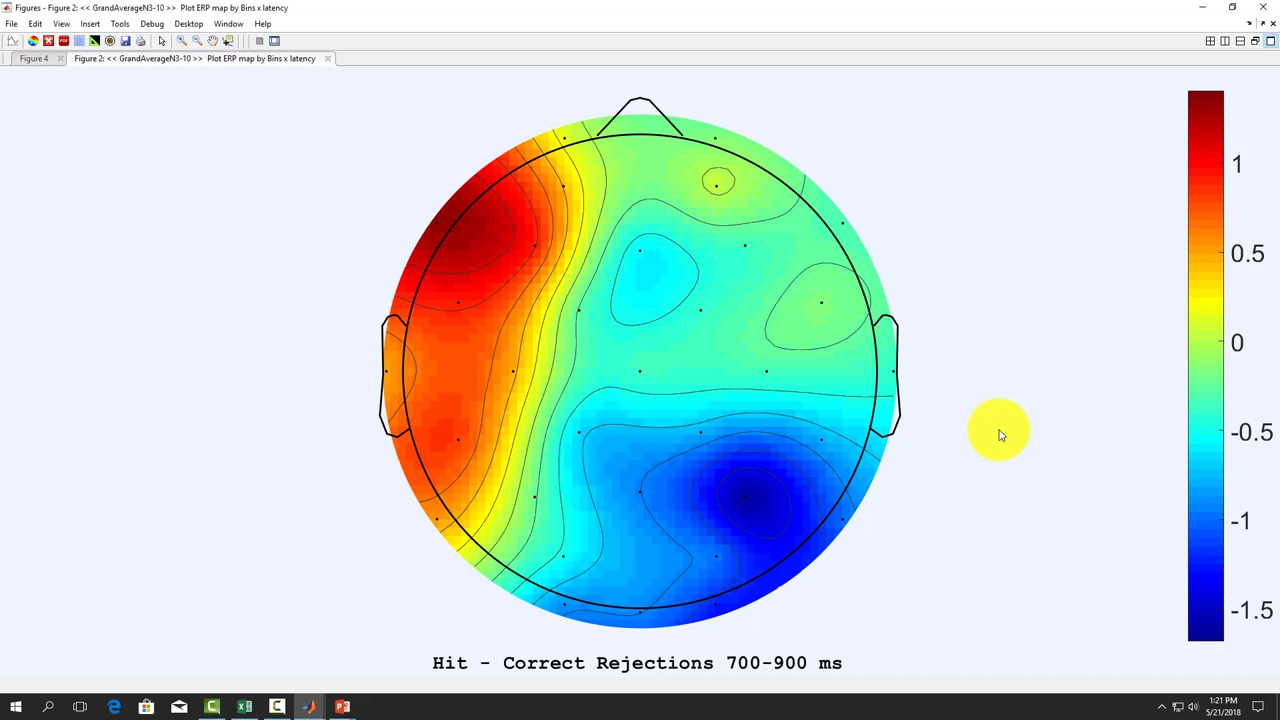 Figures - Figure 2: << GrandAverageN3-10 >> Plot ERP map by Bins x latency
File Edit View Insert Tools Debug Desktop Window Help
Figure 4 Figure 2: << GrandAverageN3-10 >> Plot ERP map by Bins x latency
1
0.5
0
-0.5
-1
-1.5
Hit - Correct Rejections 700-900 ms
1:21 PM
5/21/2018